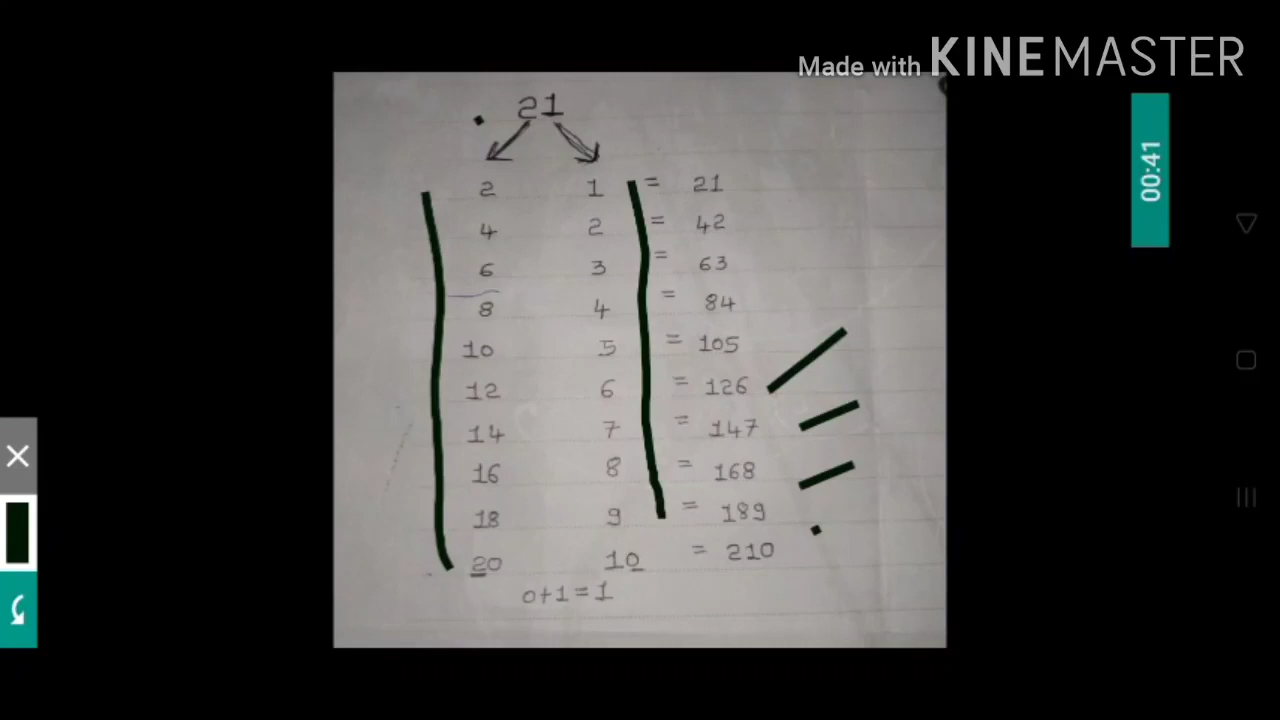 Made with KINEMASTER
21
00:41
2 1 = 21
4 2 = 42
6 3 = 63
8 4 = 84
10 5 = 105
12 6 = 126
14 7 = 147
16 8 = 168
18 9 = 189
20 10 = 210
0+1=1